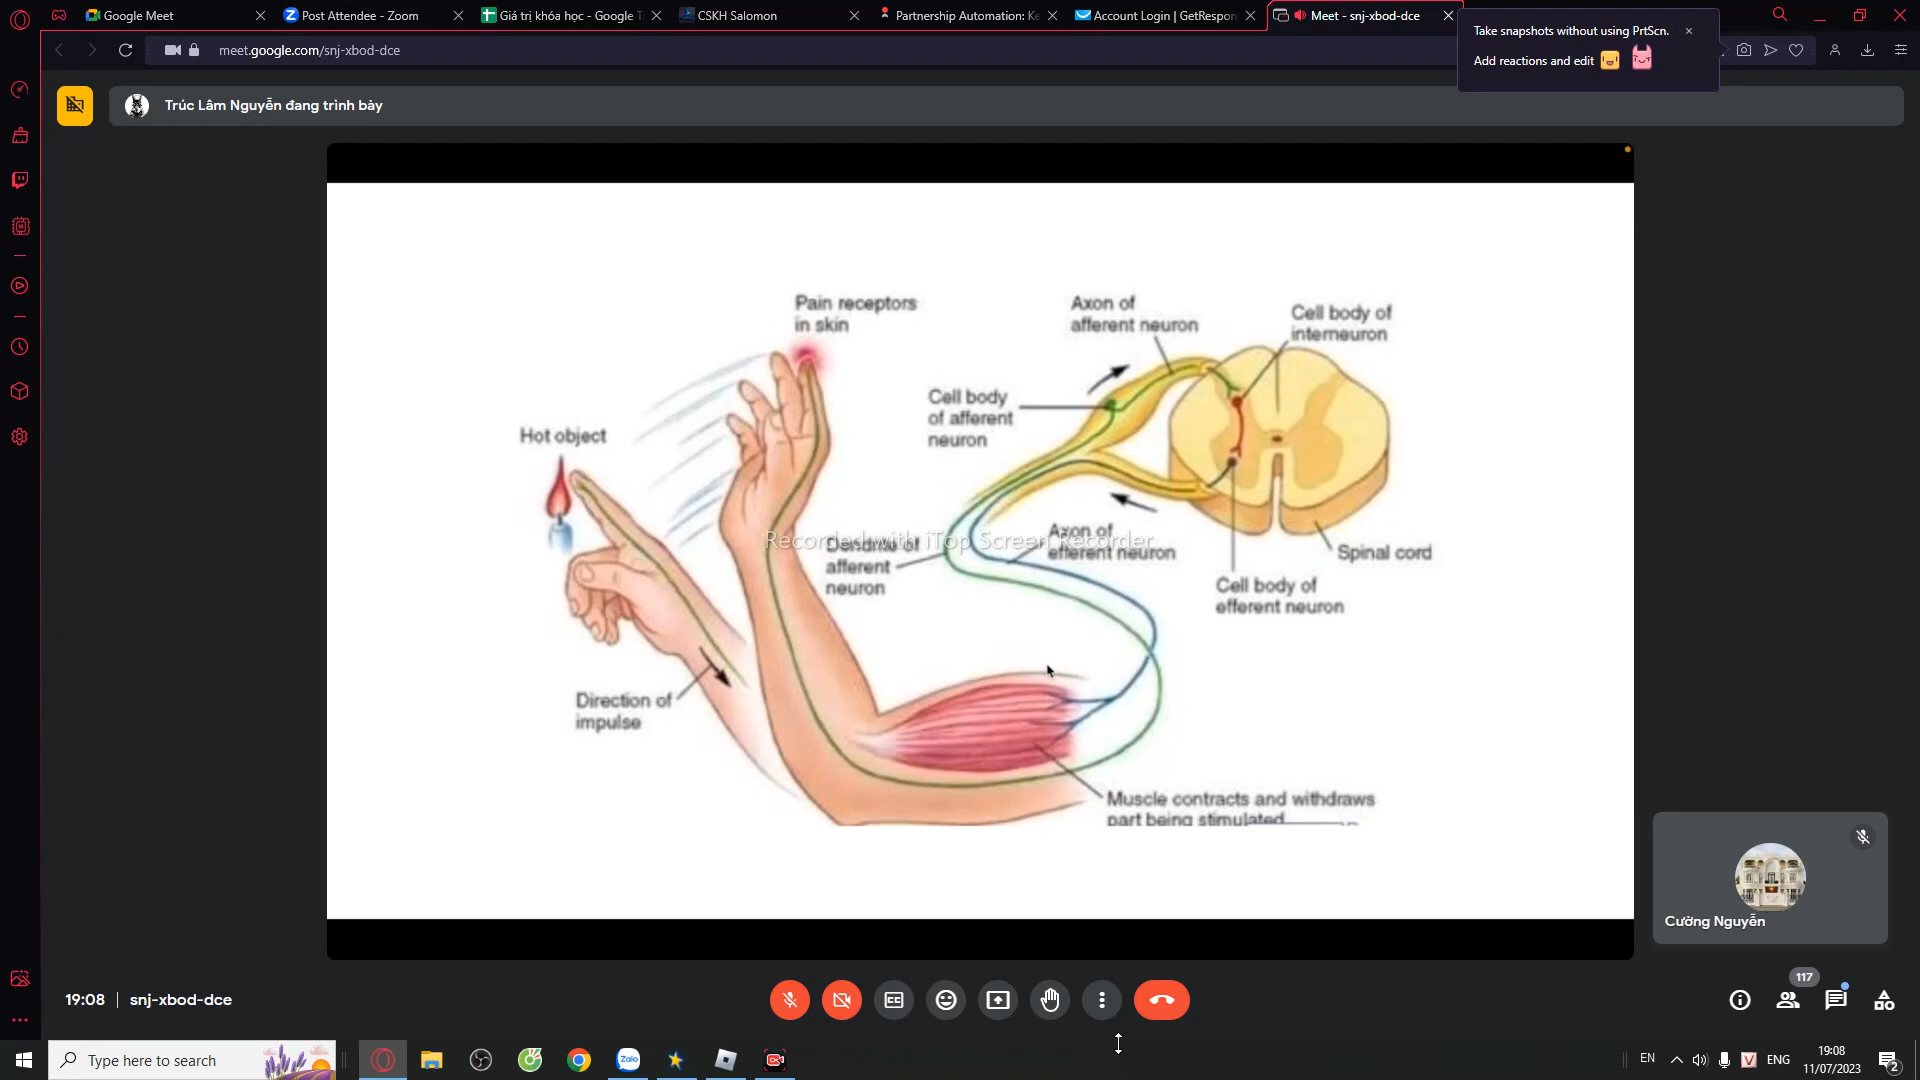 Google Meet
Post Attendee - Zoom
Giá trị khóa học - Google T
CSKH Salomon
Partnership Automation: Ke
Account Login | GetRespon
Meet - snj-xbod-dce
Take snapshots without using PrtScn.
Add reactions and edit
meet.google.com/snj-xbod-dce
Trúc Lâm Nguyễn đang trình bày
Pain receptors
in skin
Axon of
afferent neuron
Cell body of
interneuron
Cell body
of afferent
neuron
Hot object
Recorded with iTop Screen Recorder
Dendrite of
afferent
neuron
Axon of
efferent neuron
Spinal cord
Cell body of
efferent neuron
Direction of
impulse
Muscle contracts and withdraws
part being stimulated
Cường Nguyễn
19:08 | snj-xbod-dce
117
Type here to search
Zalo
EN
ENG
19:08
11/07/2023
2